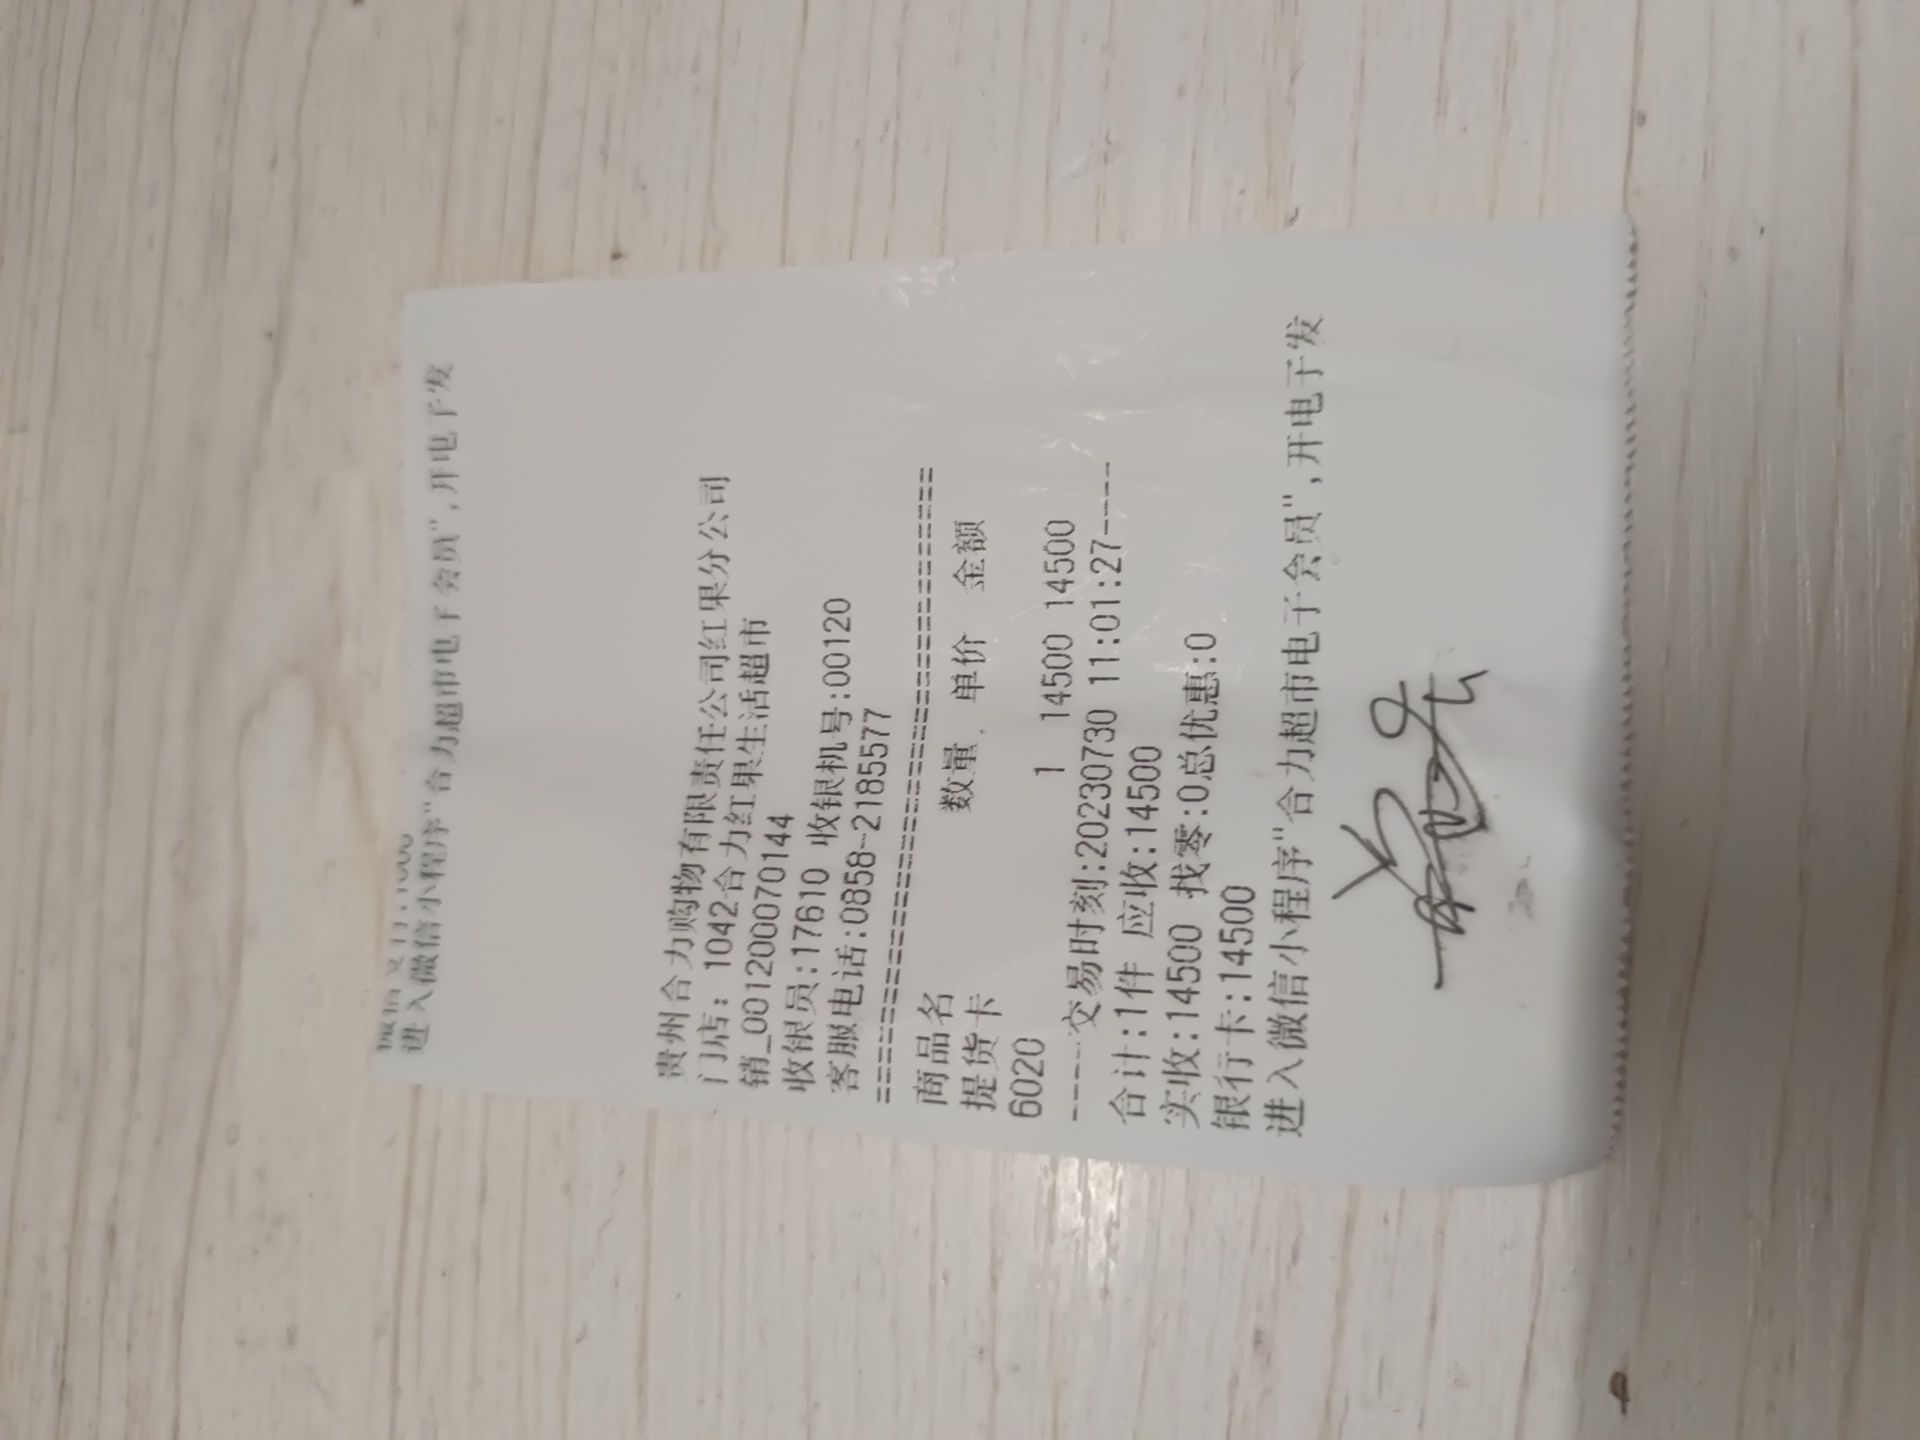 进入微信小程序"合力超市电子会员",开电子发
贵州合力购物有限责任公司红果分公司
门店: 1042合力红果生活超市
销_00120070144
收银员:17610 收银机号:00120
客服电话:0858-2185577
================================
商品名 数量 单价 金额
提货卡
6020 1 14500 14500
----交易时刻:20230730 11:01:27----
合计:1件 应收:14500
实收:14500 找零:0总优惠:0
银行卡:14500
进入微信小程序"合力超市电子会员",开电子发